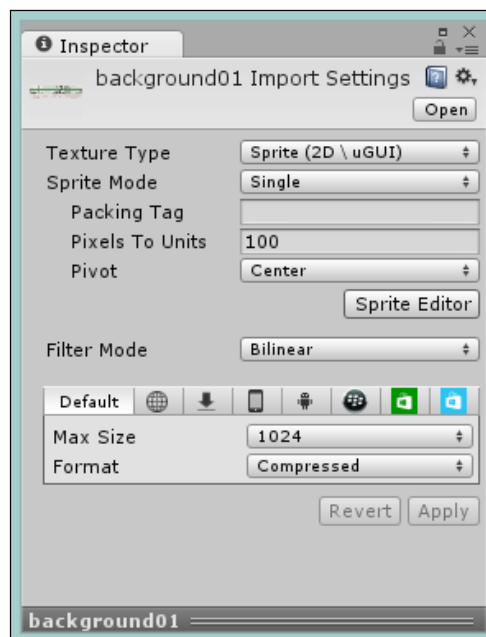 Inspector
background01 Import Settings
Open
Texture Type Sprite (2D \ uGUI)
Sprite Mode Single
Packing Tag
Pixels To Units 100
Pivot Center
Sprite Editor
Filter Mode Bilinear
Default
Max Size 1024
Format Compressed
Revert Apply
background01